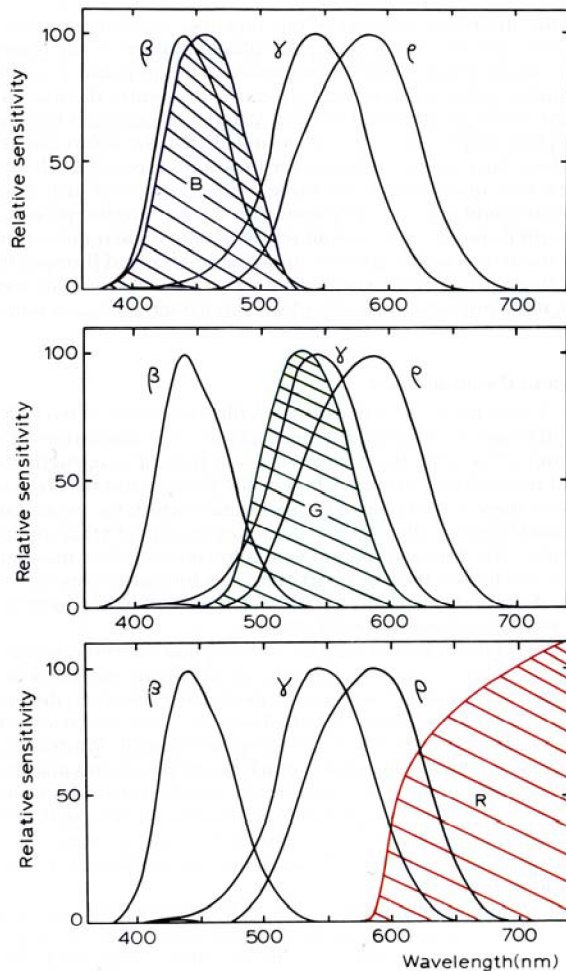 100
β
γ
ρ
Relative sensitivity
50
B
0
400
500
600
700
100
β
γ
ρ
Relative sensitivity
50
G
0
400
500
600
700
100
β
γ
ρ
Relative sensitivity
50
R
0
400
500
600
700
Wavelength(nm)